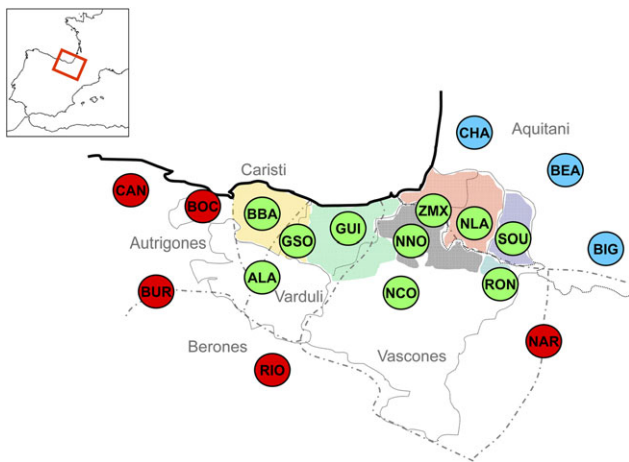 CHA
Aquitani
Caristi
BEA
CAN
BOC
BBA
GUI
ZMX
NLA
Autrigones
GSO
NNO
SOU
BIG
ALA
Varduli
BUR
NCO
RON
Berones
Vascones
NAR
RIO